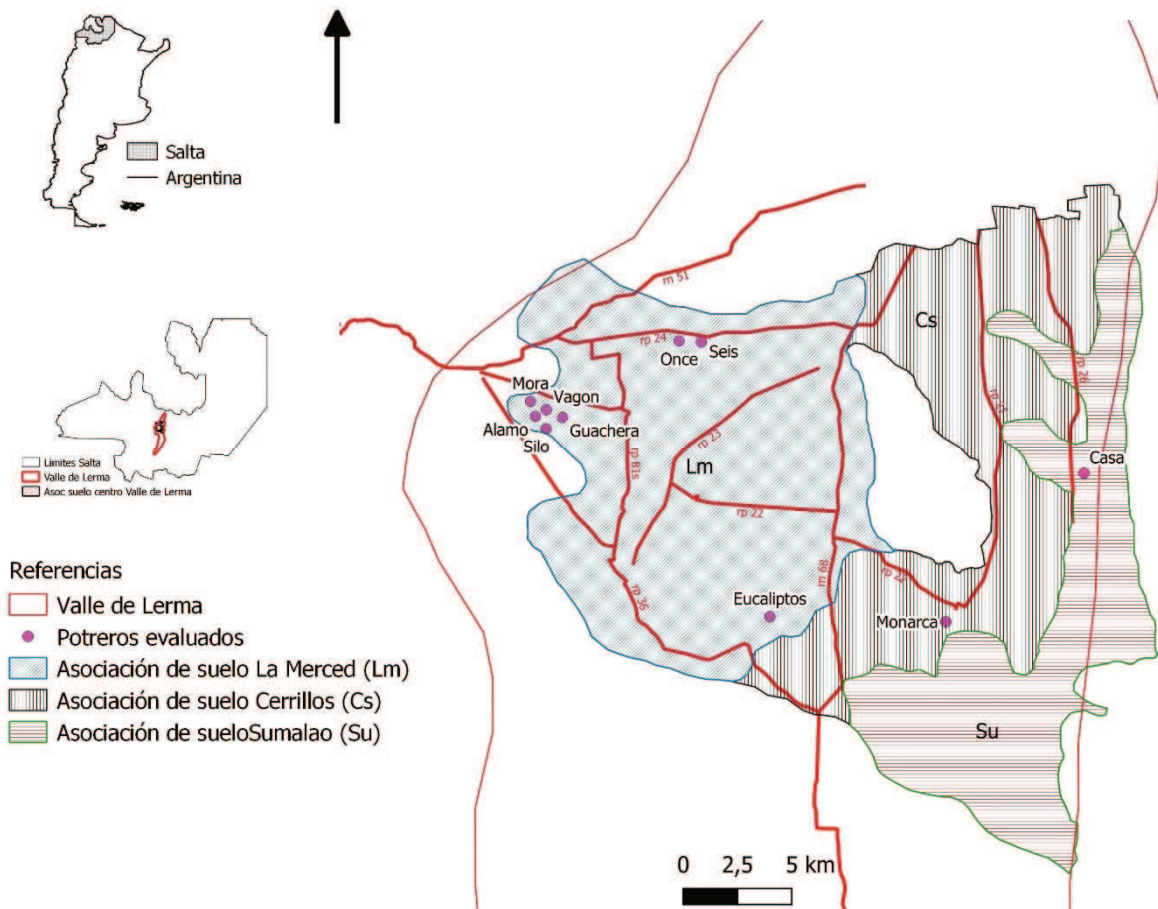 Salta
Argentina
Limites Salta
Valle de Lerma
Asoc suelo centro Valle de Lerma
Referencias
Valle de Lerma
Potreros evaluados
Asociación de suelo La Merced (Lm)
Asociación de suelo Cerrillos (Cs)
Asociación de sueloSumalao (Su)
rn 51
Cs
rp 24
Once
Seis
rp 26
Mora
Vagon
Alamo
Guachera
Silo
rp 23
Casa
Lm
rp 81s
rp 22
rn 68
rp 22
rp 36
Eucaliptos
Monarca
Su
0 2,5 5 km